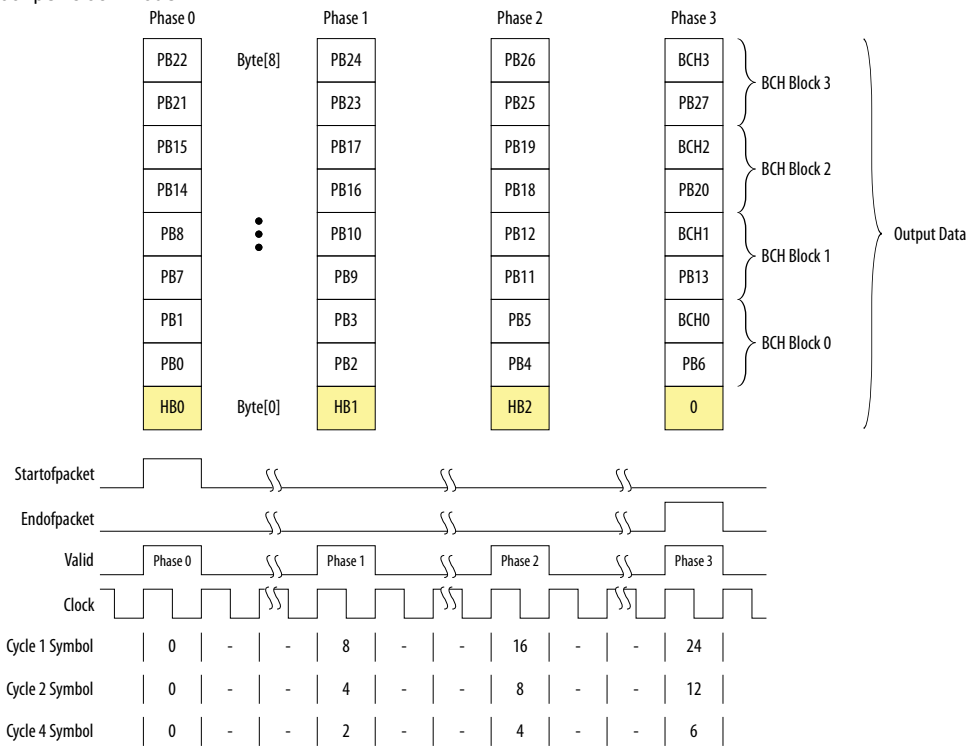 Phase 0 Phase 1 Phase 2 Phase 3
PB22 Byte[8] PB24 PB26 BCH3
BCH Block 3
PB21 PB23 PB25 PB27
PB15 PB17 PB19 BCH2
BCH Block 2
PB14 PB16 PB18 PB20
PB8 PB10 PB12 BCH1 Output Data
BCH Block 1
PB7 PB9 PB11 PB13
PB1 PB3 PB5 BCH0
BCH Block 0
PB0 PB2 PB4 PB6
HB0 Byte[0] HB1 HB2 0
Startofpacket
Endofpacket
Valid Phase 0 Phase 1 Phase 2 Phase 3
Clock
Cycle 1 Symbol 0 - - 8 - - 16 - - 24
Cycle 2 Symbol 0 - - 4 - - 8 - - 12
Cycle 4 Symbol 0 - - 2 - - 4 - - 6